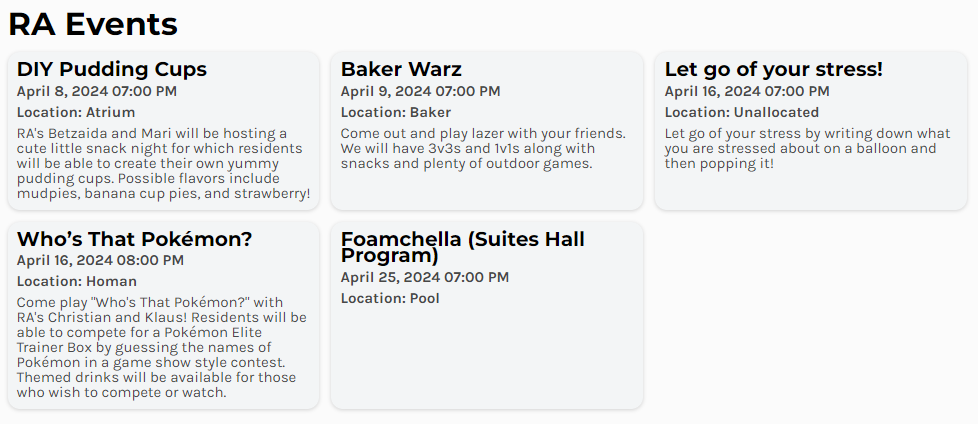 RA Events
DIY Pudding Cups
April 8, 2024 07:00 PM
Location: Atrium
RA's Betzaida and Mari will be hosting a
cute little snack night for which residents
will be able to create their own yummy
pudding cups. Possible flavors include
mudpies, banana cup pies, and strawberry!
Baker Warz
April 9, 2024 07:00 PM
Location: Baker
Come out and play lazer with your friends.
We will have 3v3s and 1v1s along with
snacks and plenty of outdoor games.
Let go of your stress!
April 16, 2024 07:00 PM
Location: Unallocated
Let go of your stress by writing down what
you are stressed about on a balloon and
then popping it!
Who’s That Pokémon?
April 16, 2024 08:00 PM
Location: Homan
Come play "Who's That Pokémon?" with
RA's Christian and Klaus! Residents will be
able to compete for a Pokémon Elite
Trainer Box by guessing the names of
Pokémon in a game show style contest.
Themed drinks will be available for those
who wish to compete or watch.
Foamchella (Suites Hall
Program)
April 25, 2024 07:00 PM
Location: Pool